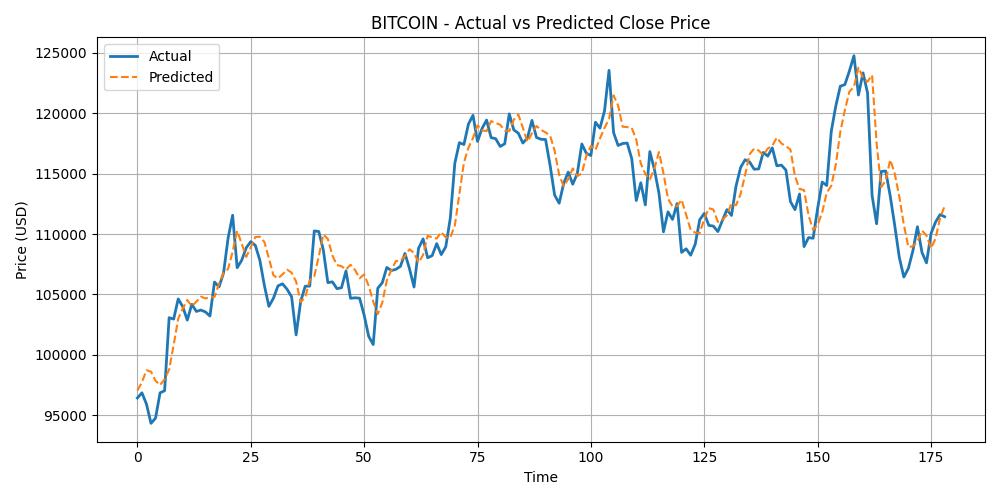 BITCOIN - Actual vs Predicted Close Price
Actual
Predicted
Price (USD)
125000
120000
115000
110000
105000
100000
95000
0 25 50 75 100 125 150 175
Time